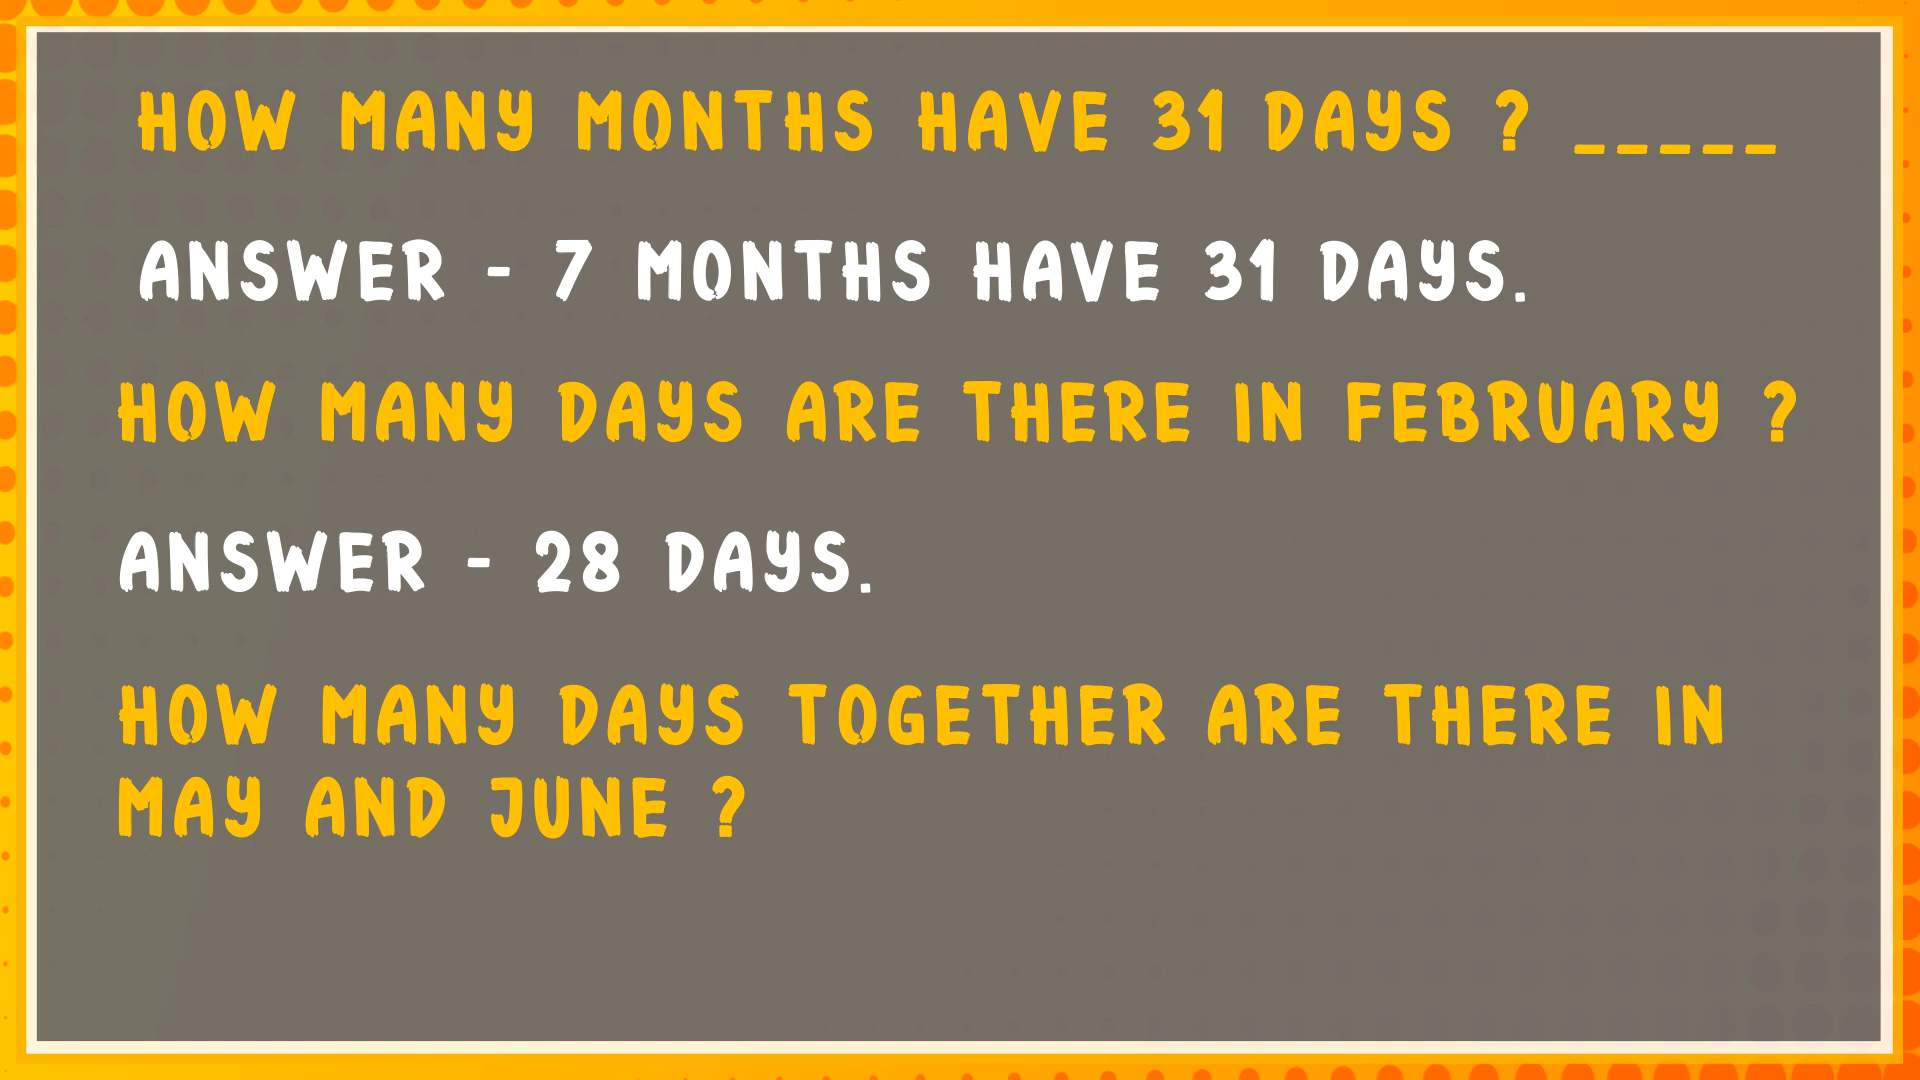 HOW MANY MONTHS HAVE 31 DAYS ? _____
ANSWER - 7 MONTHS HAVE 31 DAYS.
HOW MANY DAYS ARE THERE IN FEBRUARY ?
ANSWER - 28 DAYS.
HOW MANY DAYS TOGETHER ARE THERE IN
MAY AND JUNE ?